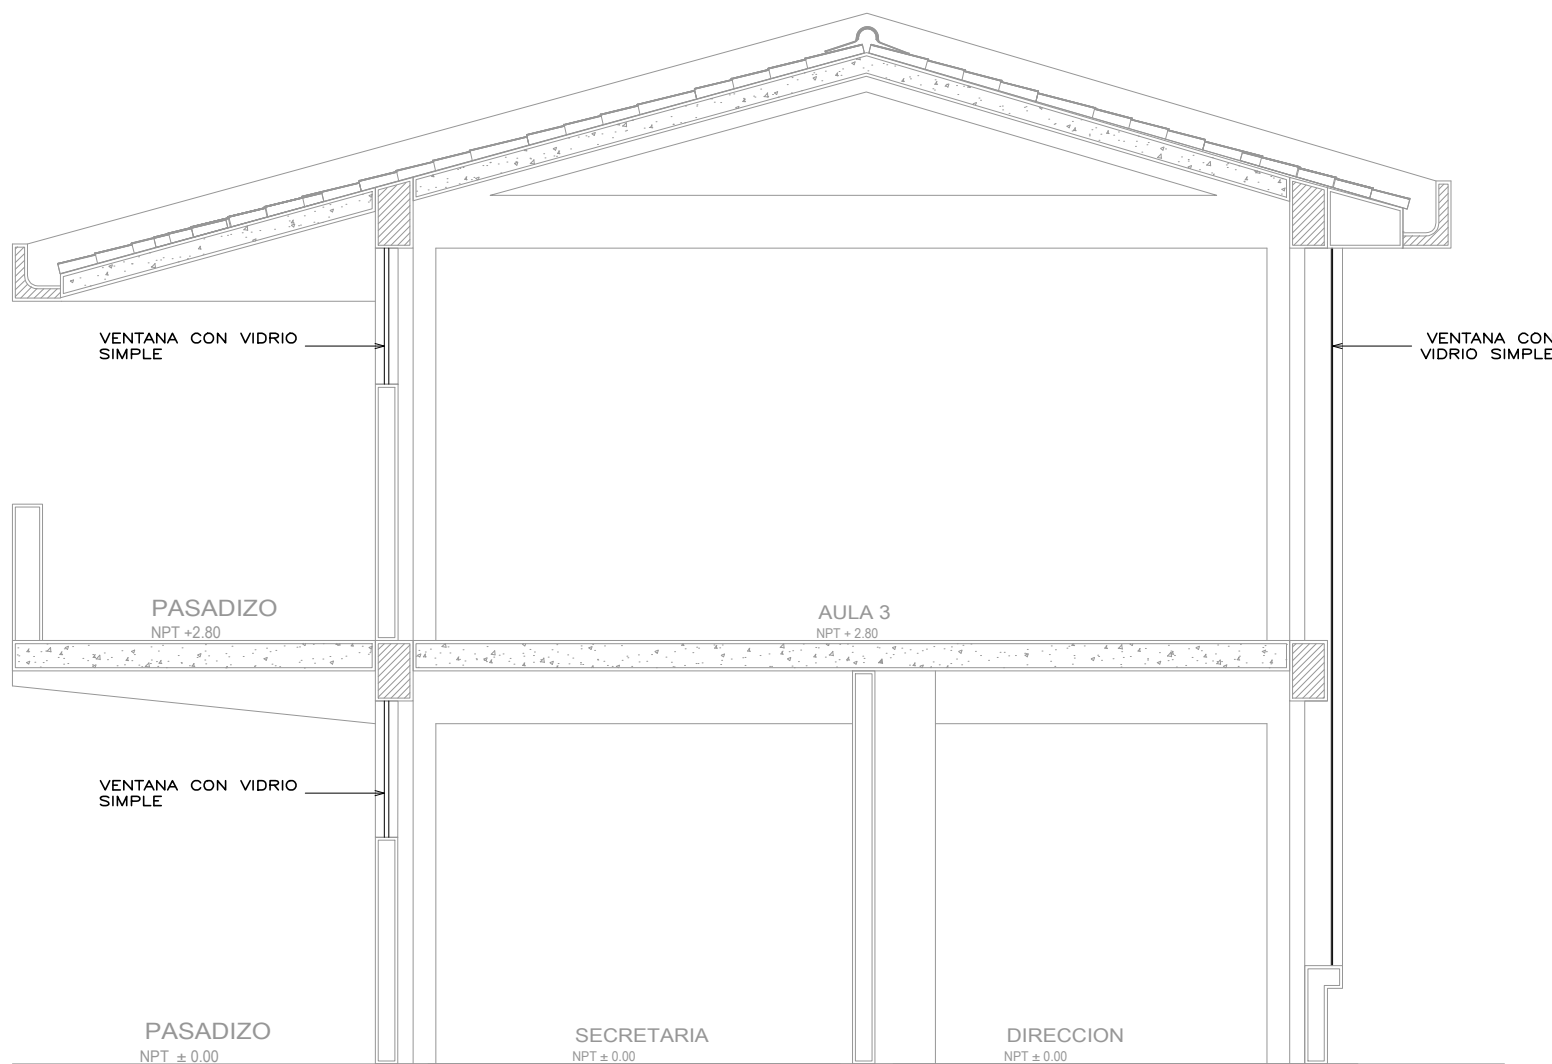 VENTANA CON VIDRIO
SIMPLE
VENTANA CON
VIDRIO SIMPLE
PASADIZO
NPT +2.80
AULA 3
NPT + 2.80
VENTANA CON VIDRIO
SIMPLE
PASADIZO
NPT ± 0.00
SECRETARIA
NPT ± 0.00
DIRECCION
NPT ± 0.00